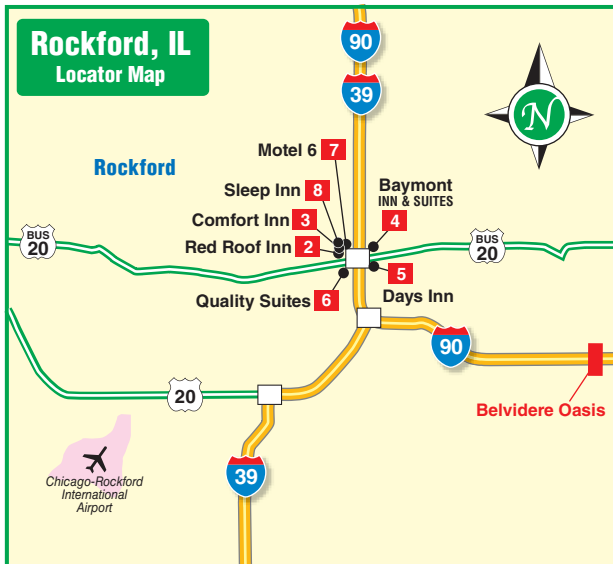 Rockford, IL
Locator Map
90
39
N
Rockford
Motel 6 7
Sleep Inn 8
Comfort Inn 3
Red Roof Inn 2
Baymont
INN & SUITES
4
BUS
20
BUS
20
5
Quality Suites 6
Days Inn
90
20
Belvidere Oasis
39
Chicago-Rockford
International
Airport